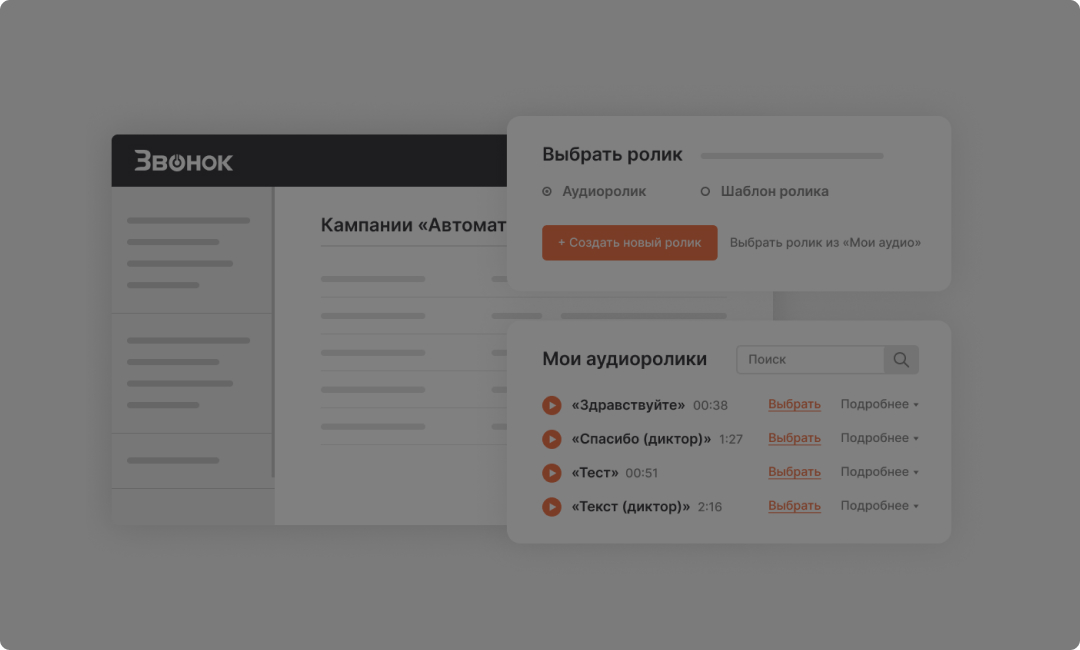 Звонок
Кампании «Автомат
Выбрать ролик
Аудиоролик
Шаблон ролика
+ Создать новый ролик
Выбрать ролик из «Мои аудио»
Мои аудиоролики
Поиск
«Здравствуйте» 00:38 Выбрать Подробнее
«Спасибо (диктор)» 1:27 Выбрать Подробнее
«Тест» 00:51 Выбрать Подробнее
«Текст (диктор)» 2:16 Выбрать Подробнее